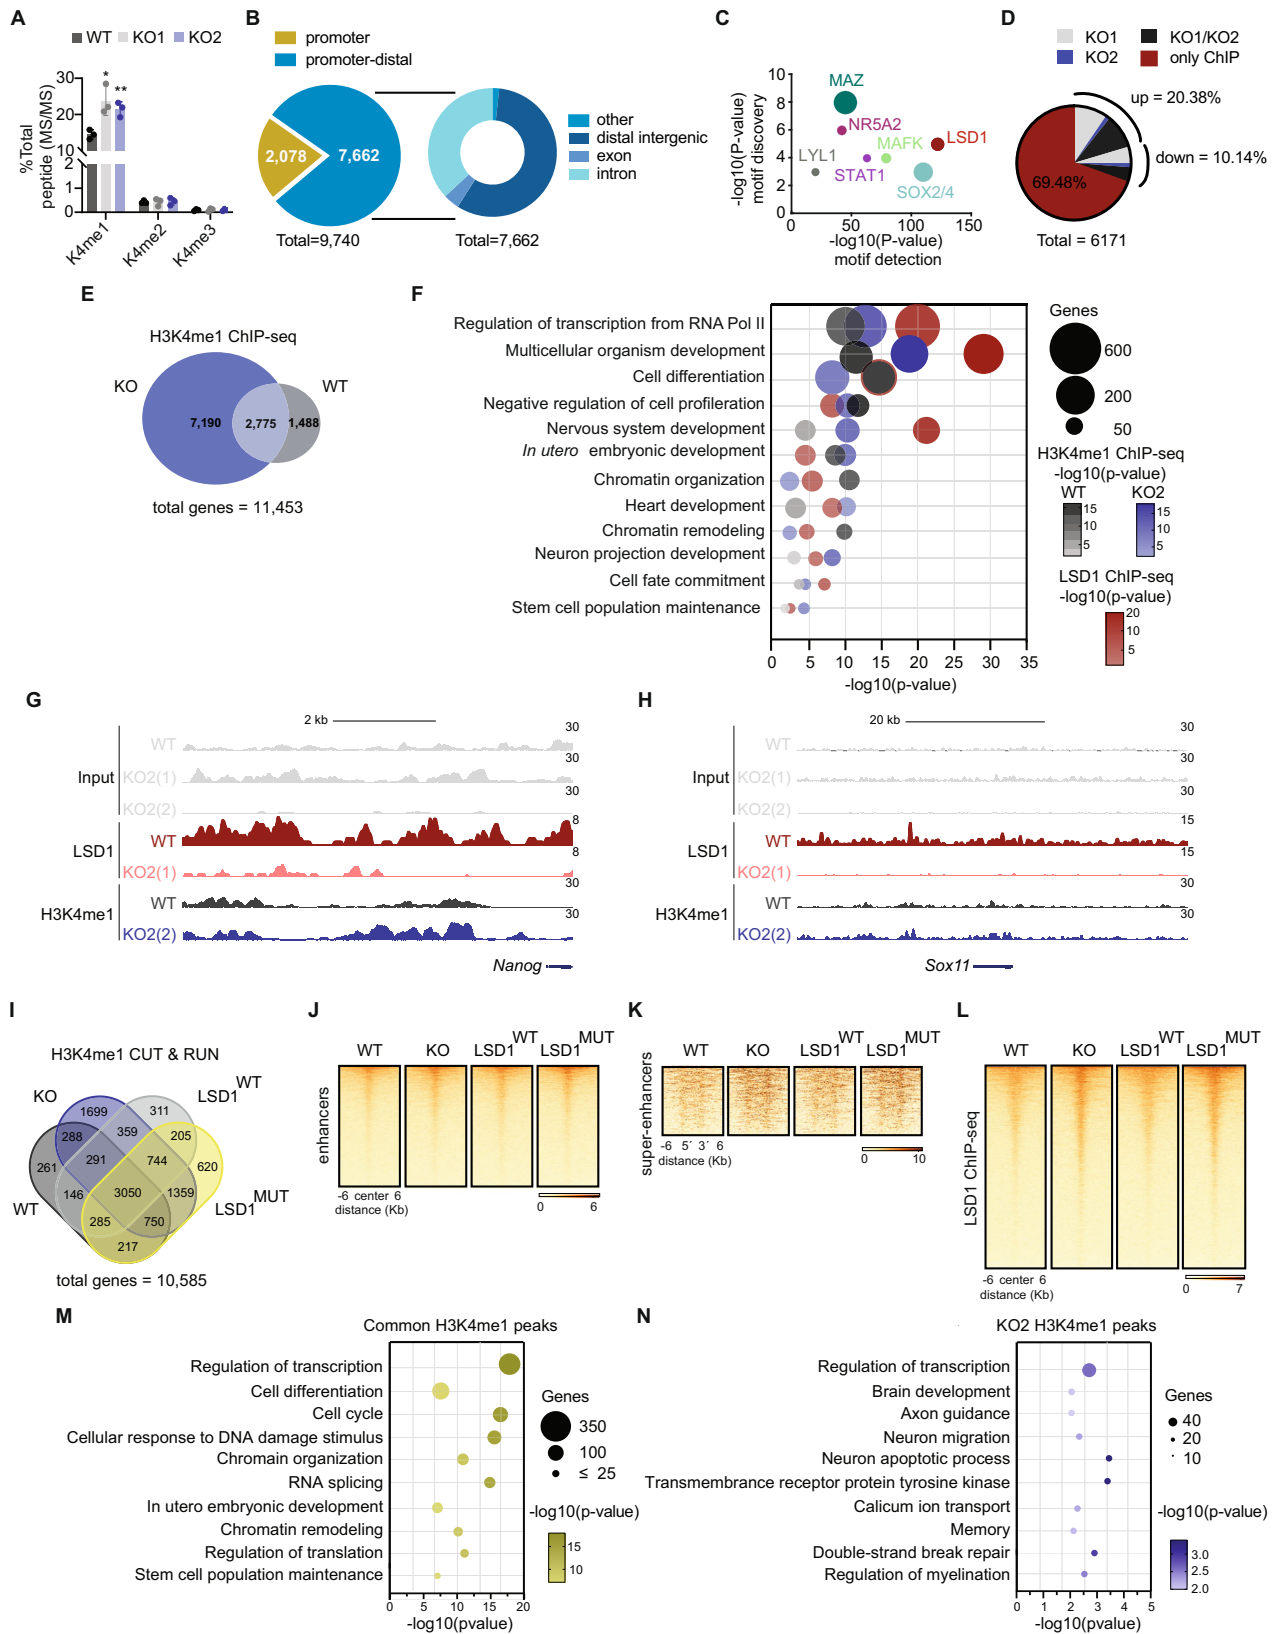 A
WT KO1 KO2
%Total
peptide (MS/MS)
30
20
10
2
4
2
0
*
**
K4me1
K4me2
K4me3
B
promoter
promoter-distal
2,078
7,662
Total=9,740
Total=7,662
other
distal intergenic
exon
intron
C
-log10(P-value)
motif discovery
10
8
6
4
2
0
MAZ
NR5A2
LSD1
MAFK
LYL1
STAT1
SOX2/4
50 100 150
-log10(P-value)
motif detection
D
KO1 KO1/KO2
KO2 only ChIP
up = 20.38%
down = 10.14%
69.48%
Total = 6171
E
H3K4me1 ChIP-seq
KO WT
7,190 2,775 1,488
total genes = 11,453
F
Regulation of transcription from RNA Pol II
Multicellular organism development
Cell differentiation
Negative regulation of cell profileration
Nervous system development
In utero embryonic development
Chromatin organization
Heart development
Chromatin remodeling
Neuron projection development
Cell fate commitment
Stem cell population maintenance
0 5 10 15 20 25 30 35
-log10(p-value)
Genes
600
200
50
H3K4me1 ChIP-seq
-log10(p-value)
WT KO2
15 15
10 10
5 5
LSD1 ChIP-seq
-log10(p-value)
20
10
5
G
2 kb
30
WT
30
Input KO2(1)
30
KO2(2)
8
WT
LSD1
8
KO2(1)
30
WT
H3K4me1
30
KO2(2)
Nanog
H
20 kb
30
WT
30
Input KO2(1)
30
KO2(2)
15
WT
LSD1
15
KO2(1)
30
WT
H3K4me1
30
KO2(2)
Sox11
I
H3K4me1 CUT & RUN
KO
LSD1WT
1699 311
288 359 205
261 291 744 620
146 3050 1359
285 750
217
WT
LSD1MUT
total genes = 10,585
J
WT KO LSD1WT LSD1MUT
enhancers
-6 center 6
distance (Kb)
0 6
K
WT KO LSD1WT LSD1MUT
super-enhancers
-6 5´ 3´ 6
distance (Kb)
0 10
L
WT KO LSD1WT LSD1MUT
LSD1 ChIP-seq
-6 center 6
distance (Kb)
0 7
M
Common H3K4me1 peaks
Regulation of transcription
Cell differentiation
Cell cycle
Cellular response to DNA damage stimulus
Chromain organization
RNA splicing
In utero embryonic development
Chromatin remodeling
Regulation of translation
Stem cell population maintenance
0 5 10 15 20
-log10(pvalue)
Genes
350
100
≤ 25
-log10(p-value)
15
10
N
KO2 H3K4me1 peaks
Regulation of transcription
Brain development
Axon guidance
Neuron migration
Neuron apoptotic process
Transmembrance receptor protein tyrosine kinase
Calicum ion transport
Memory
Double-strand break repair
Regulation of myelination
0 1 2 3 4 5
-log10(pvalue)
Genes
40
20
10
-log10(p-value)
3.0
2.5
2.0